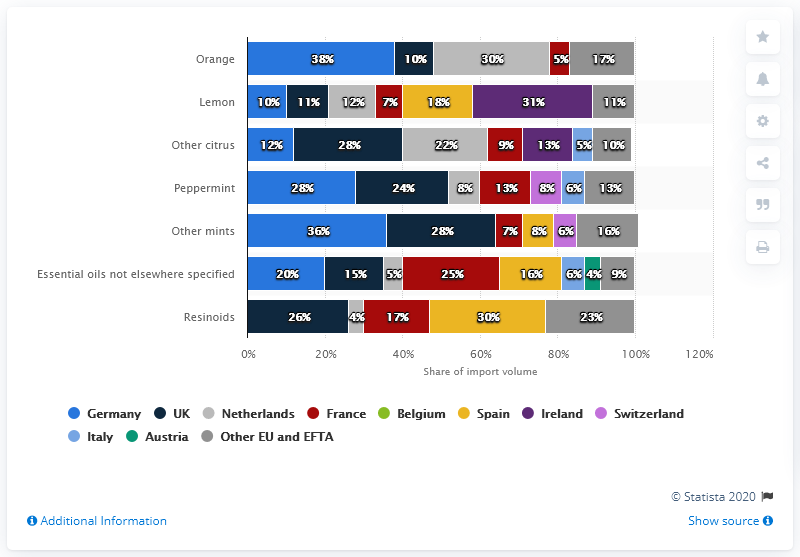 Orange 38% 10% 30% 5% 17%
Lemon 10% 11% 12% 7% 18% 31% 11%
Other citrus 12% 28% 22% 9% 13% 5% 10%
Peppermint 28% 24% 8% 13% 8% 6% 13%
Other mints 36% 28% 7% 8% 6% 16%
Essential oils not elsewhere specified 20% 15% 5% 25% 16% 6% 4% 9%
Resinoids 26% 4% 17% 30% 23%
0% 20% 40% 60% 80% 100% 120%
Share of import volume
Germany UK Netherlands France Belgium Spain Ireland Switzerland
Italy Austria Other EU and EFTA
© Statista 2020
Additional Information Show source